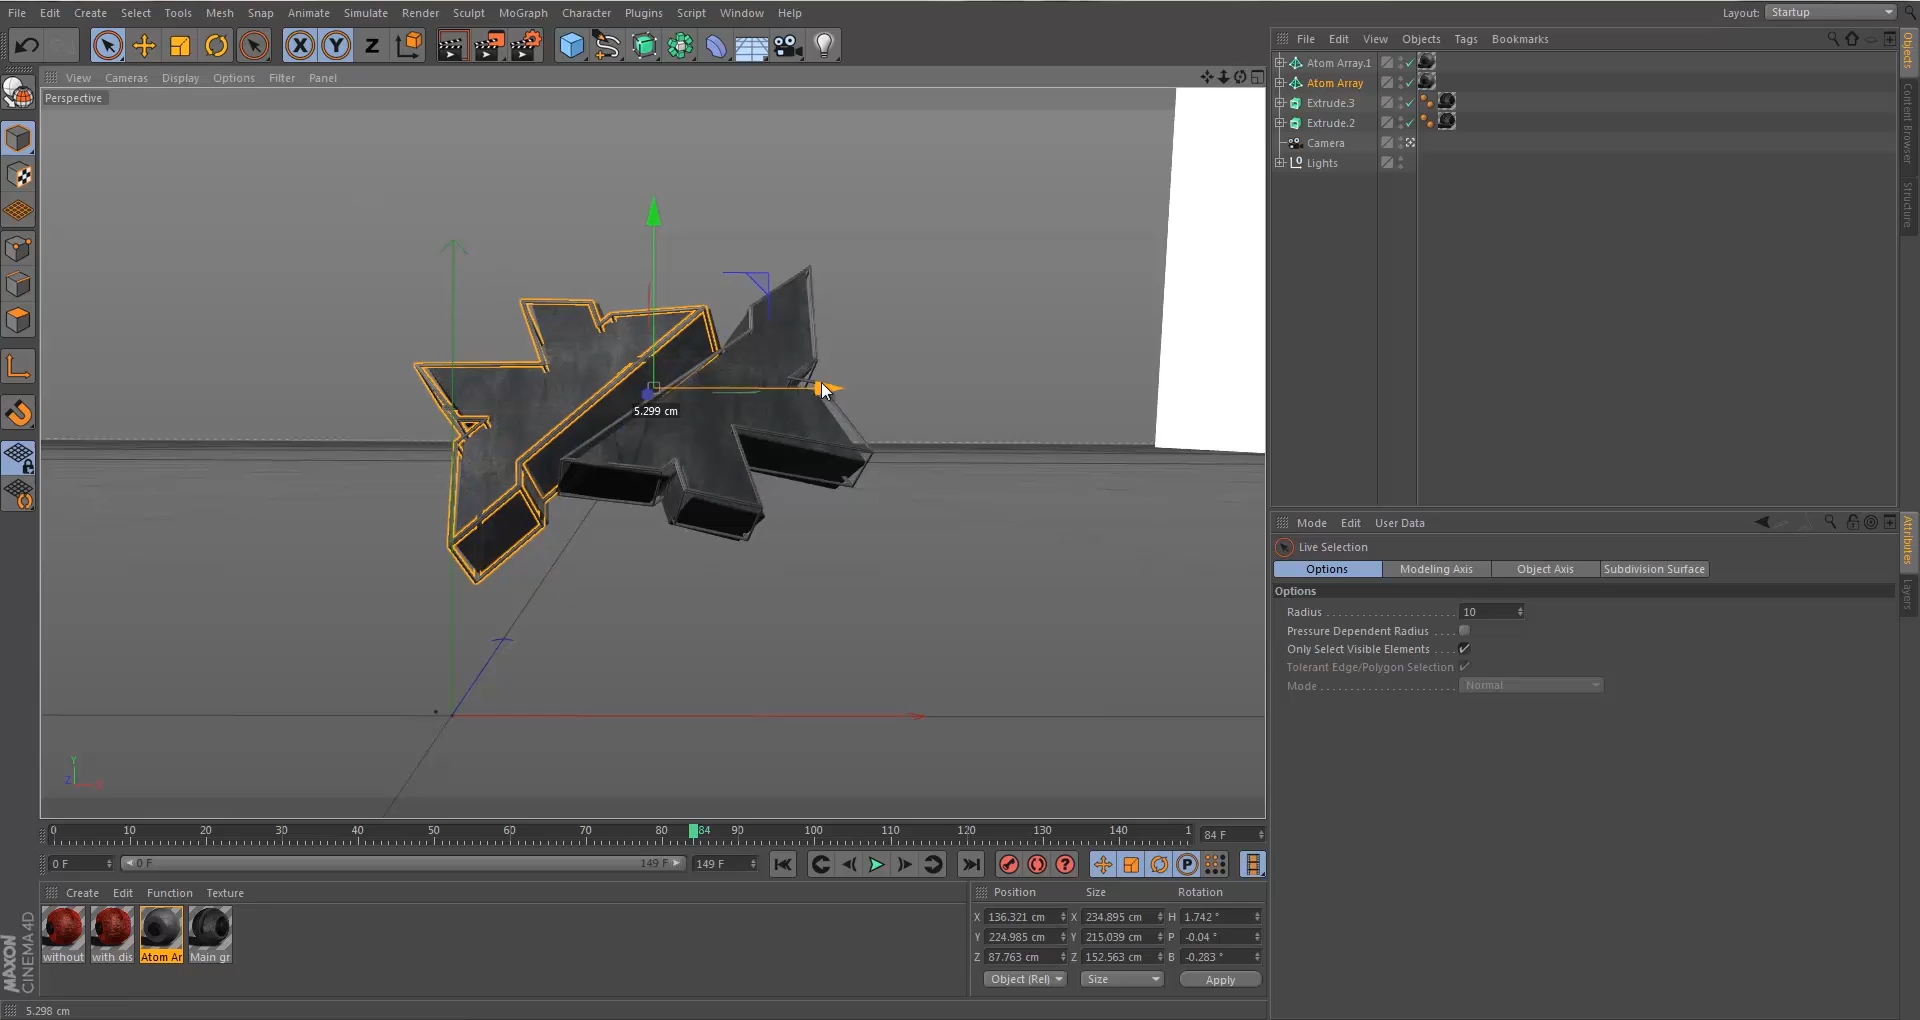 File Edit Create Select Tools Mesh Snap Animate Simulate Render Sculpt MoGraph Character Plugins Script Window Help Layout: Startup
X Y Z
File Edit View Objects Tags Bookmarks
View Cameras Display Options Filter Panel
Perspective
Atom Array.1
Atom Array
Extrude.3
Extrude.2
Camera
Lights
Objects
Content Browser
Structure
5.299 cm
Mode Edit User Data
Live Selection
Options Modeling Axis Object Axis Subdivision Surface
Options
Radius 10
Pressure Dependent Radius
Only Select Visible Elements
Tolerant Edge/Polygon Selection
Mode Normal
Attributes
Layers
Y
Z
0 10 20 30 40 50 60 70 80 84 90 100 110 120 130 140 1 84 F
0 F 0 F 149 F 149 F
Create Edit Function Texture
without with dis Atom Ar Main gr
Position Size Rotation
X 136.321 cm X 234.895 cm H 1.742 °
Y 224.985 cm Y 215.039 cm P -0.04 °
Z 87.763 cm Z 152.563 cm B -0.283 °
Object (Rel) Size Apply
MAXON
CINEMA 4D
5.298 cm